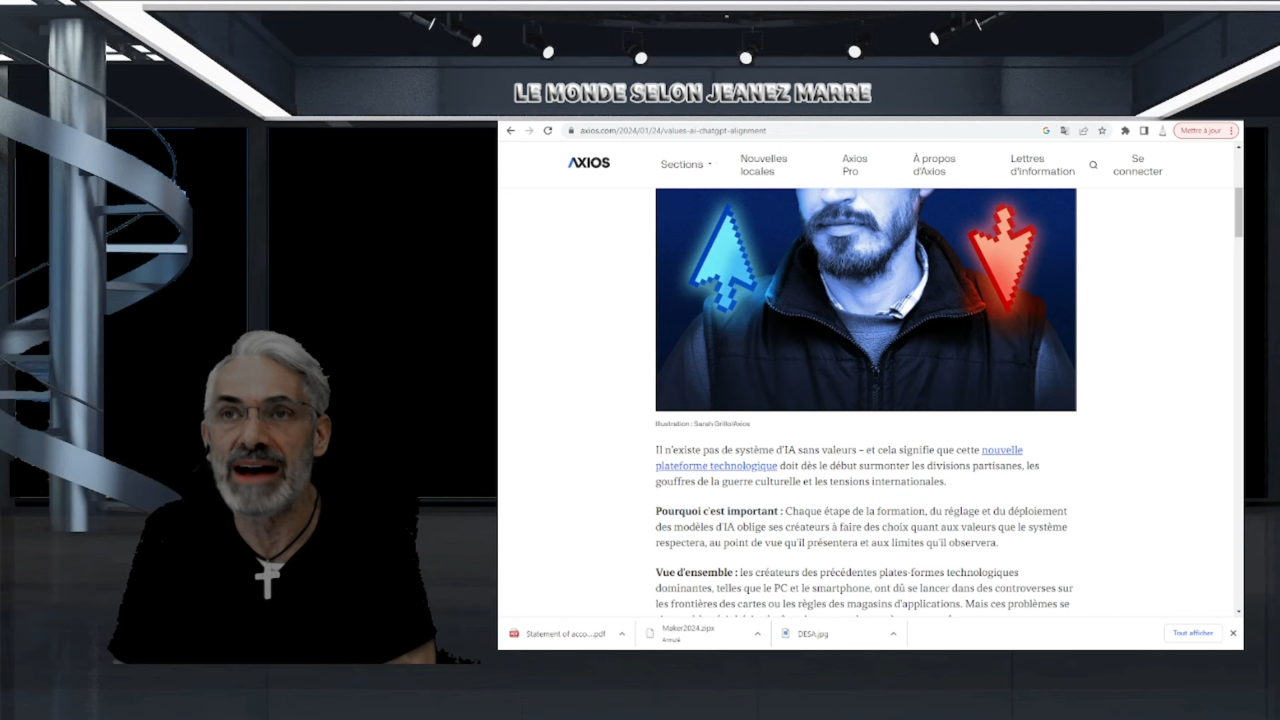 LE MONDE SELON JEANEZ MARRE
axios.com/2024/01/24/values-ai-chatgpt-alignment
Mettre à jour
AXIOS
Sections
Nouvelles
locales
Axios
Pro
À propos
d'Axios
Lettres
d'information
Se
connecter
Illustration : Sarah Grillo/Axios
Il n'existe pas de système d'IA sans valeurs – et cela signifie que cette nouvelle
plateforme technologique doit dès le début surmonter les divisions partisanes, les
gouffres de la guerre culturelle et les tensions internationales.
Pourquoi c'est important : Chaque étape de la formation, du réglage et du déploiement
des modèles d'IA oblige ses créateurs à faire des choix quant aux valeurs que le système
respectera, au point de vue qu'il présentera et aux limites qu'il observera.
Vue d'ensemble : les créateurs des précédentes plates-formes technologiques
dominantes, telles que le PC et le smartphone, ont dû se lancer dans des controverses sur
les frontières des cartes ou les règles des magasins d'applications. Mais ces problèmes se
Statement of acco....pdf
Maker2024.zipx
Annulé
DESA.jpg
Tout afficher